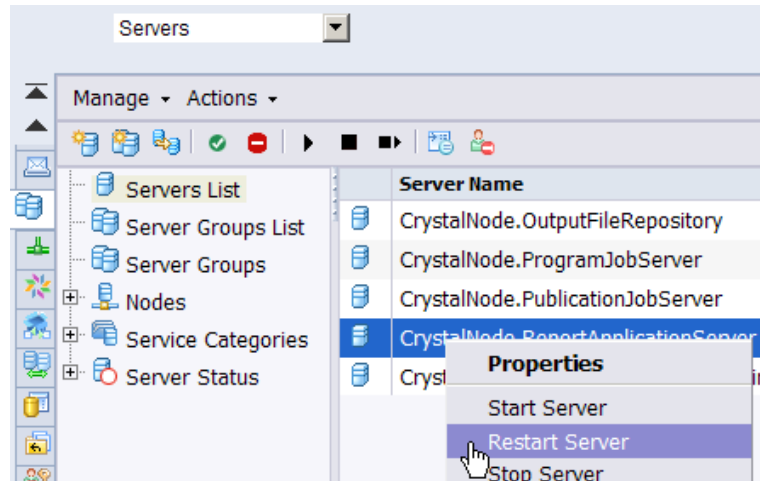 Servers
Manage Actions
Servers List
Server Groups List
Server Groups
Nodes
Service Categories
Server Status
Server Name
CrystalNode.OutputFileRepository
CrystalNode.ProgramJobServer
CrystalNode.PublicationJobServer
CrystalNode.ReportApplicationServer
Properties
Start Server
Restart Server
Stop Server